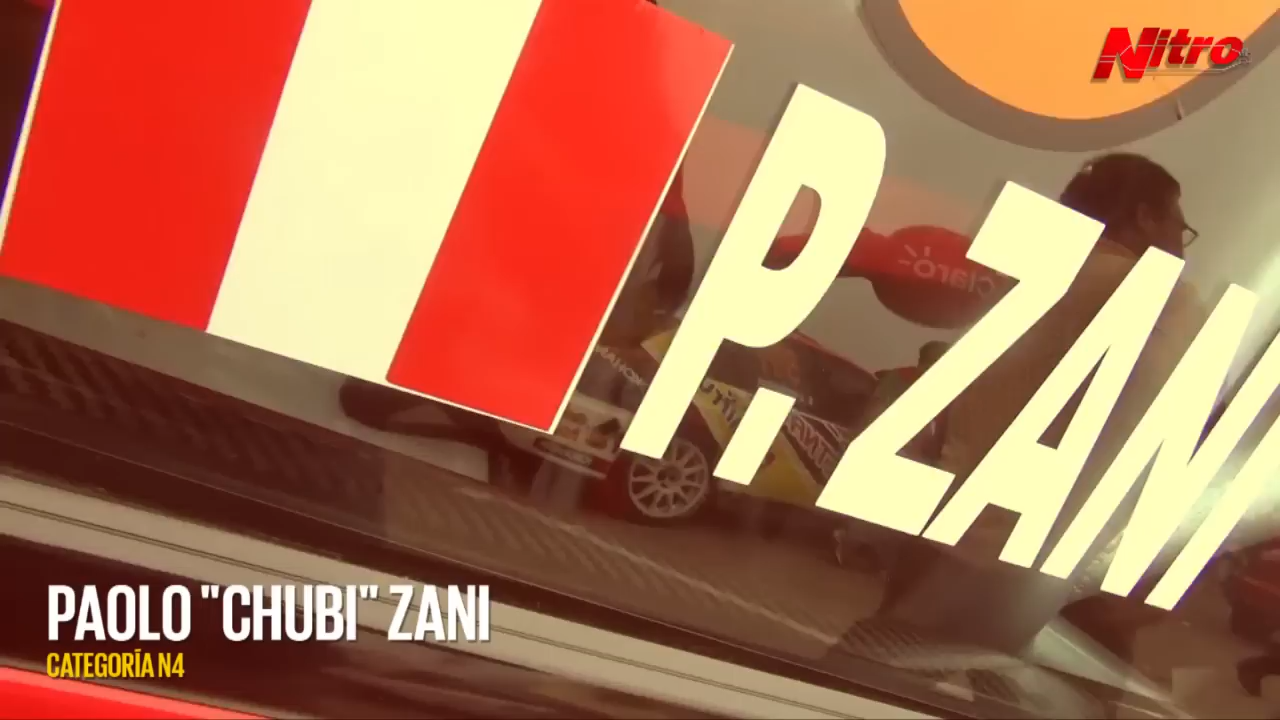 Nitro
P. ZANI
Claro
PAOLO "CHUBI" ZANI
CATEGORÍA N4